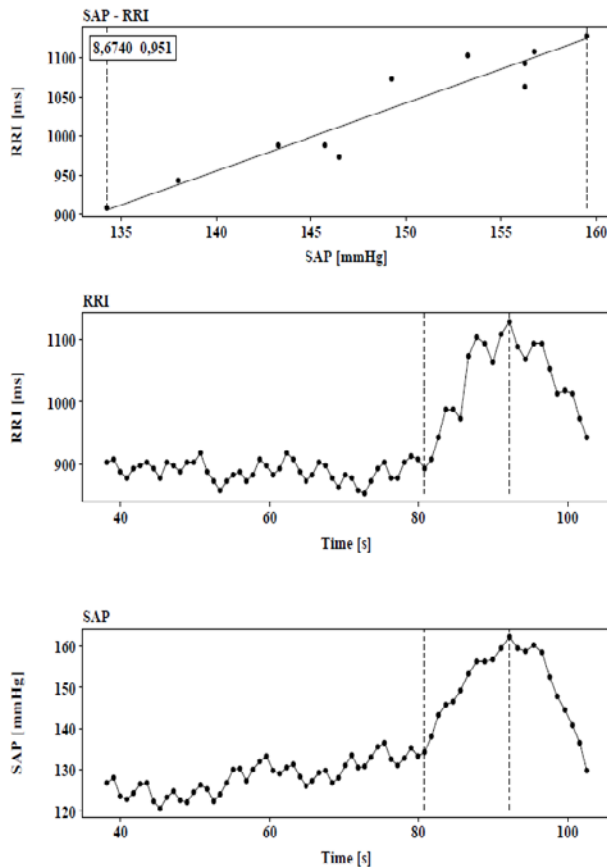 SAP - RRI
8,6740 0,951
RRI [ms]
1100
1050
1000
950
900
135 140 145 150 155 160
SAP [mmHg]
RRI
RRI [ms]
1100
1000
900
40 60 80 100
Time [s]
SAP
SAP [mmHg]
160
150
140
130
120
40 60 80 100
Time [s]